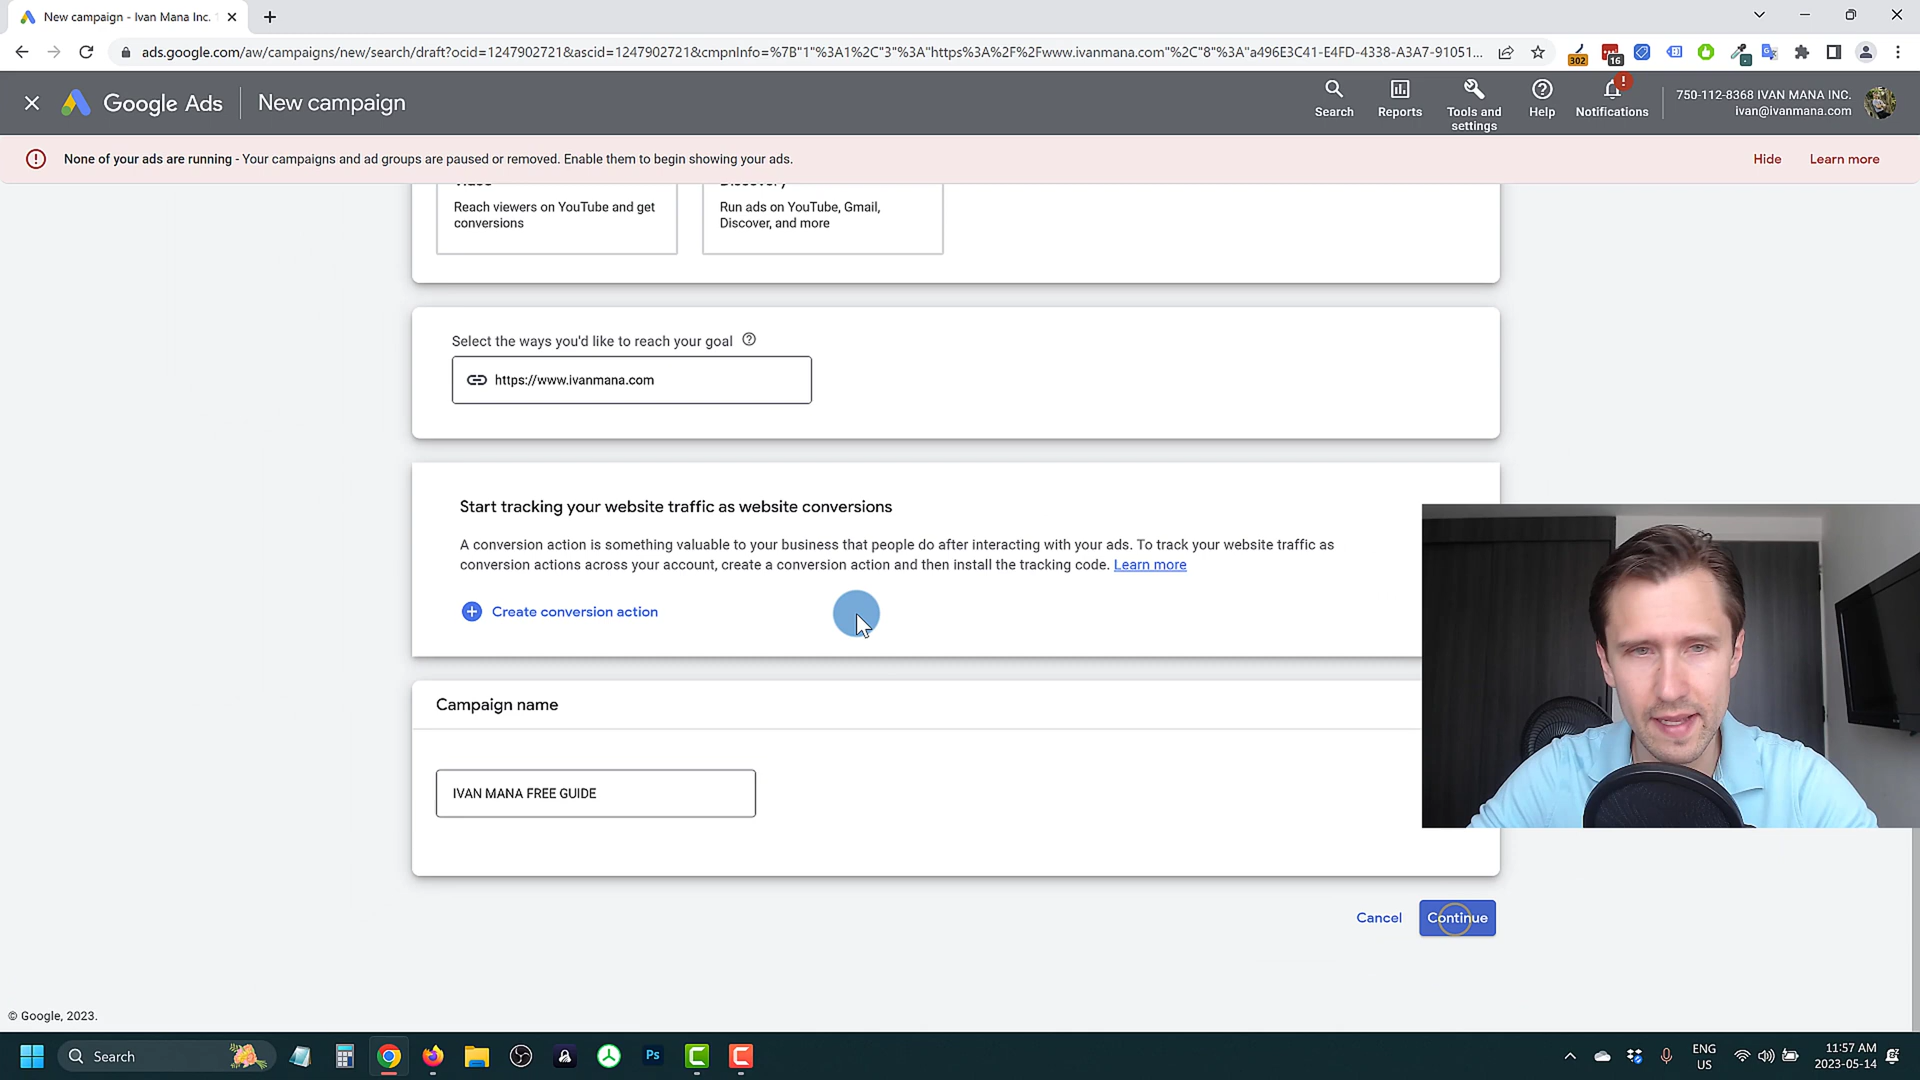 New campaign - Ivan Mana Inc.
ads.google.com/aw/campaigns/new/search/draft?ocid=1247902721&ascid=1247902721&cmpnInfo=%7B"1"%3A1%2C"3"%3A"https%3A%2F%2Fwww.ivanmana.com"%2C"8"%3A"a496E3C41-E4FD-4338-A3A7-91051...
302
16
Google Ads
New campaign
Search
Reports
Tools and
settings
Help
Notifications
750-112-8368 IVAN MANA INC.
ivan@ivanmana.com
None of your ads are running - Your campaigns and ad groups are paused or removed. Enable them to begin showing your ads.
Hide
Learn more
Video
Discovery
Reach viewers on YouTube and get
conversions
Run ads on YouTube, Gmail,
Discover, and more
Select the ways you'd like to reach your goal
https://www.ivanmana.com
Start tracking your website traffic as website conversions
A conversion action is something valuable to your business that people do after interacting with your ads. To track your website traffic as
conversion actions across your account, create a conversion action and then install the tracking code. Learn more
Create conversion action
Campaign name
IVAN MANA FREE GUIDE
Cancel
Continue
© Google, 2023.
Search
Ps
ENG
US
11:57 AM
2023-05-14